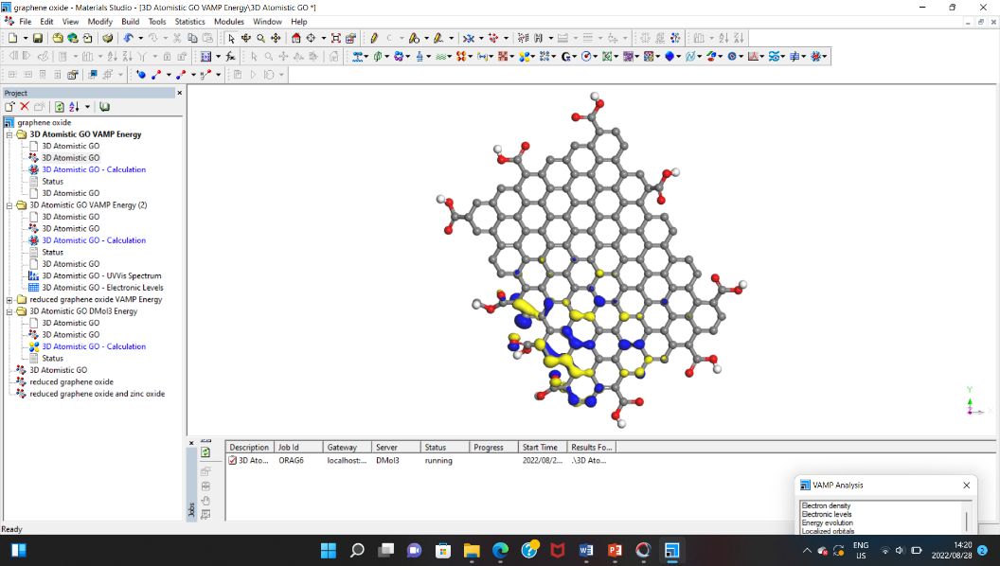 graphene oxide - Materials Studio - [3D Atomistic GO VAMP Energy\3D Atomistic GO *]
File Edit View Modify Build Tools Statistics Modules Window Help
Project
graphene oxide
3D Atomistic GO VAMP Energy
3D Atomistic GO
3D Atomistic GO
3D Atomistic GO - Calculation
Status
3D Atomistic GO
3D Atomistic GO VAMP Energy (2)
3D Atomistic GO
3D Atomistic GO
3D Atomistic GO - Calculation
Status
3D Atomistic GO
3D Atomistic GO - UVVis Spectrum
3D Atomistic GO - Electronic Levels
reduced graphene oxide VAMP Energy
3D Atomistic GO DMol3 Energy
3D Atomistic GO
3D Atomistic GO
3D Atomistic GO - Calculation
Status
3D Atomistic GO
reduced graphene oxide
reduced graphene oxide and zinc oxide
Y
Jobs
Description Job Id Gateway Server Status Progress Start Time Results Fo...
3D Ato... ORAG6 localhost:... DMol3 running 2022/08/2... .\3D Ato...
VAMP Analysis
Electron density
Electronic levels
Energy evolution
Localized orbitals
Ready
ENG
US
14:20
2022/08/28
2